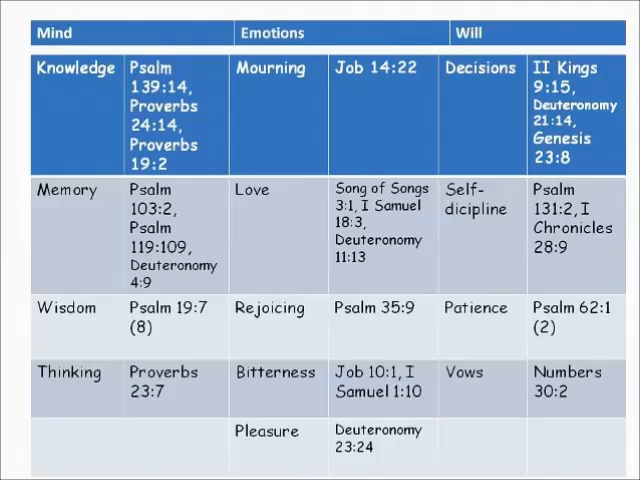 Mind Emotions Will
Knowledge Psalm 139:14, Proverbs 24:14, Proverbs 19:2 Mourning Job 14:22 Decisions II Kings 9:15, Deuteronomy 21:14, Genesis 23:8
Memory Psalm 103:2, Psalm 119:109, Deuteronomy 4:9 Love Song of Songs 3:1, I Samuel 18:3, Deuteronomy 11:13 Self-dicipline Psalm 131:2, I Chronicles 28:9
Wisdom Psalm 19:7 (8) Rejoicing Psalm 35:9 Patience Psalm 62:1 (2)
Thinking Proverbs 23:7 Bitterness Job 10:1, I Samuel 1:10 Vows Numbers 30:2
Pleasure Deuteronomy 23:24